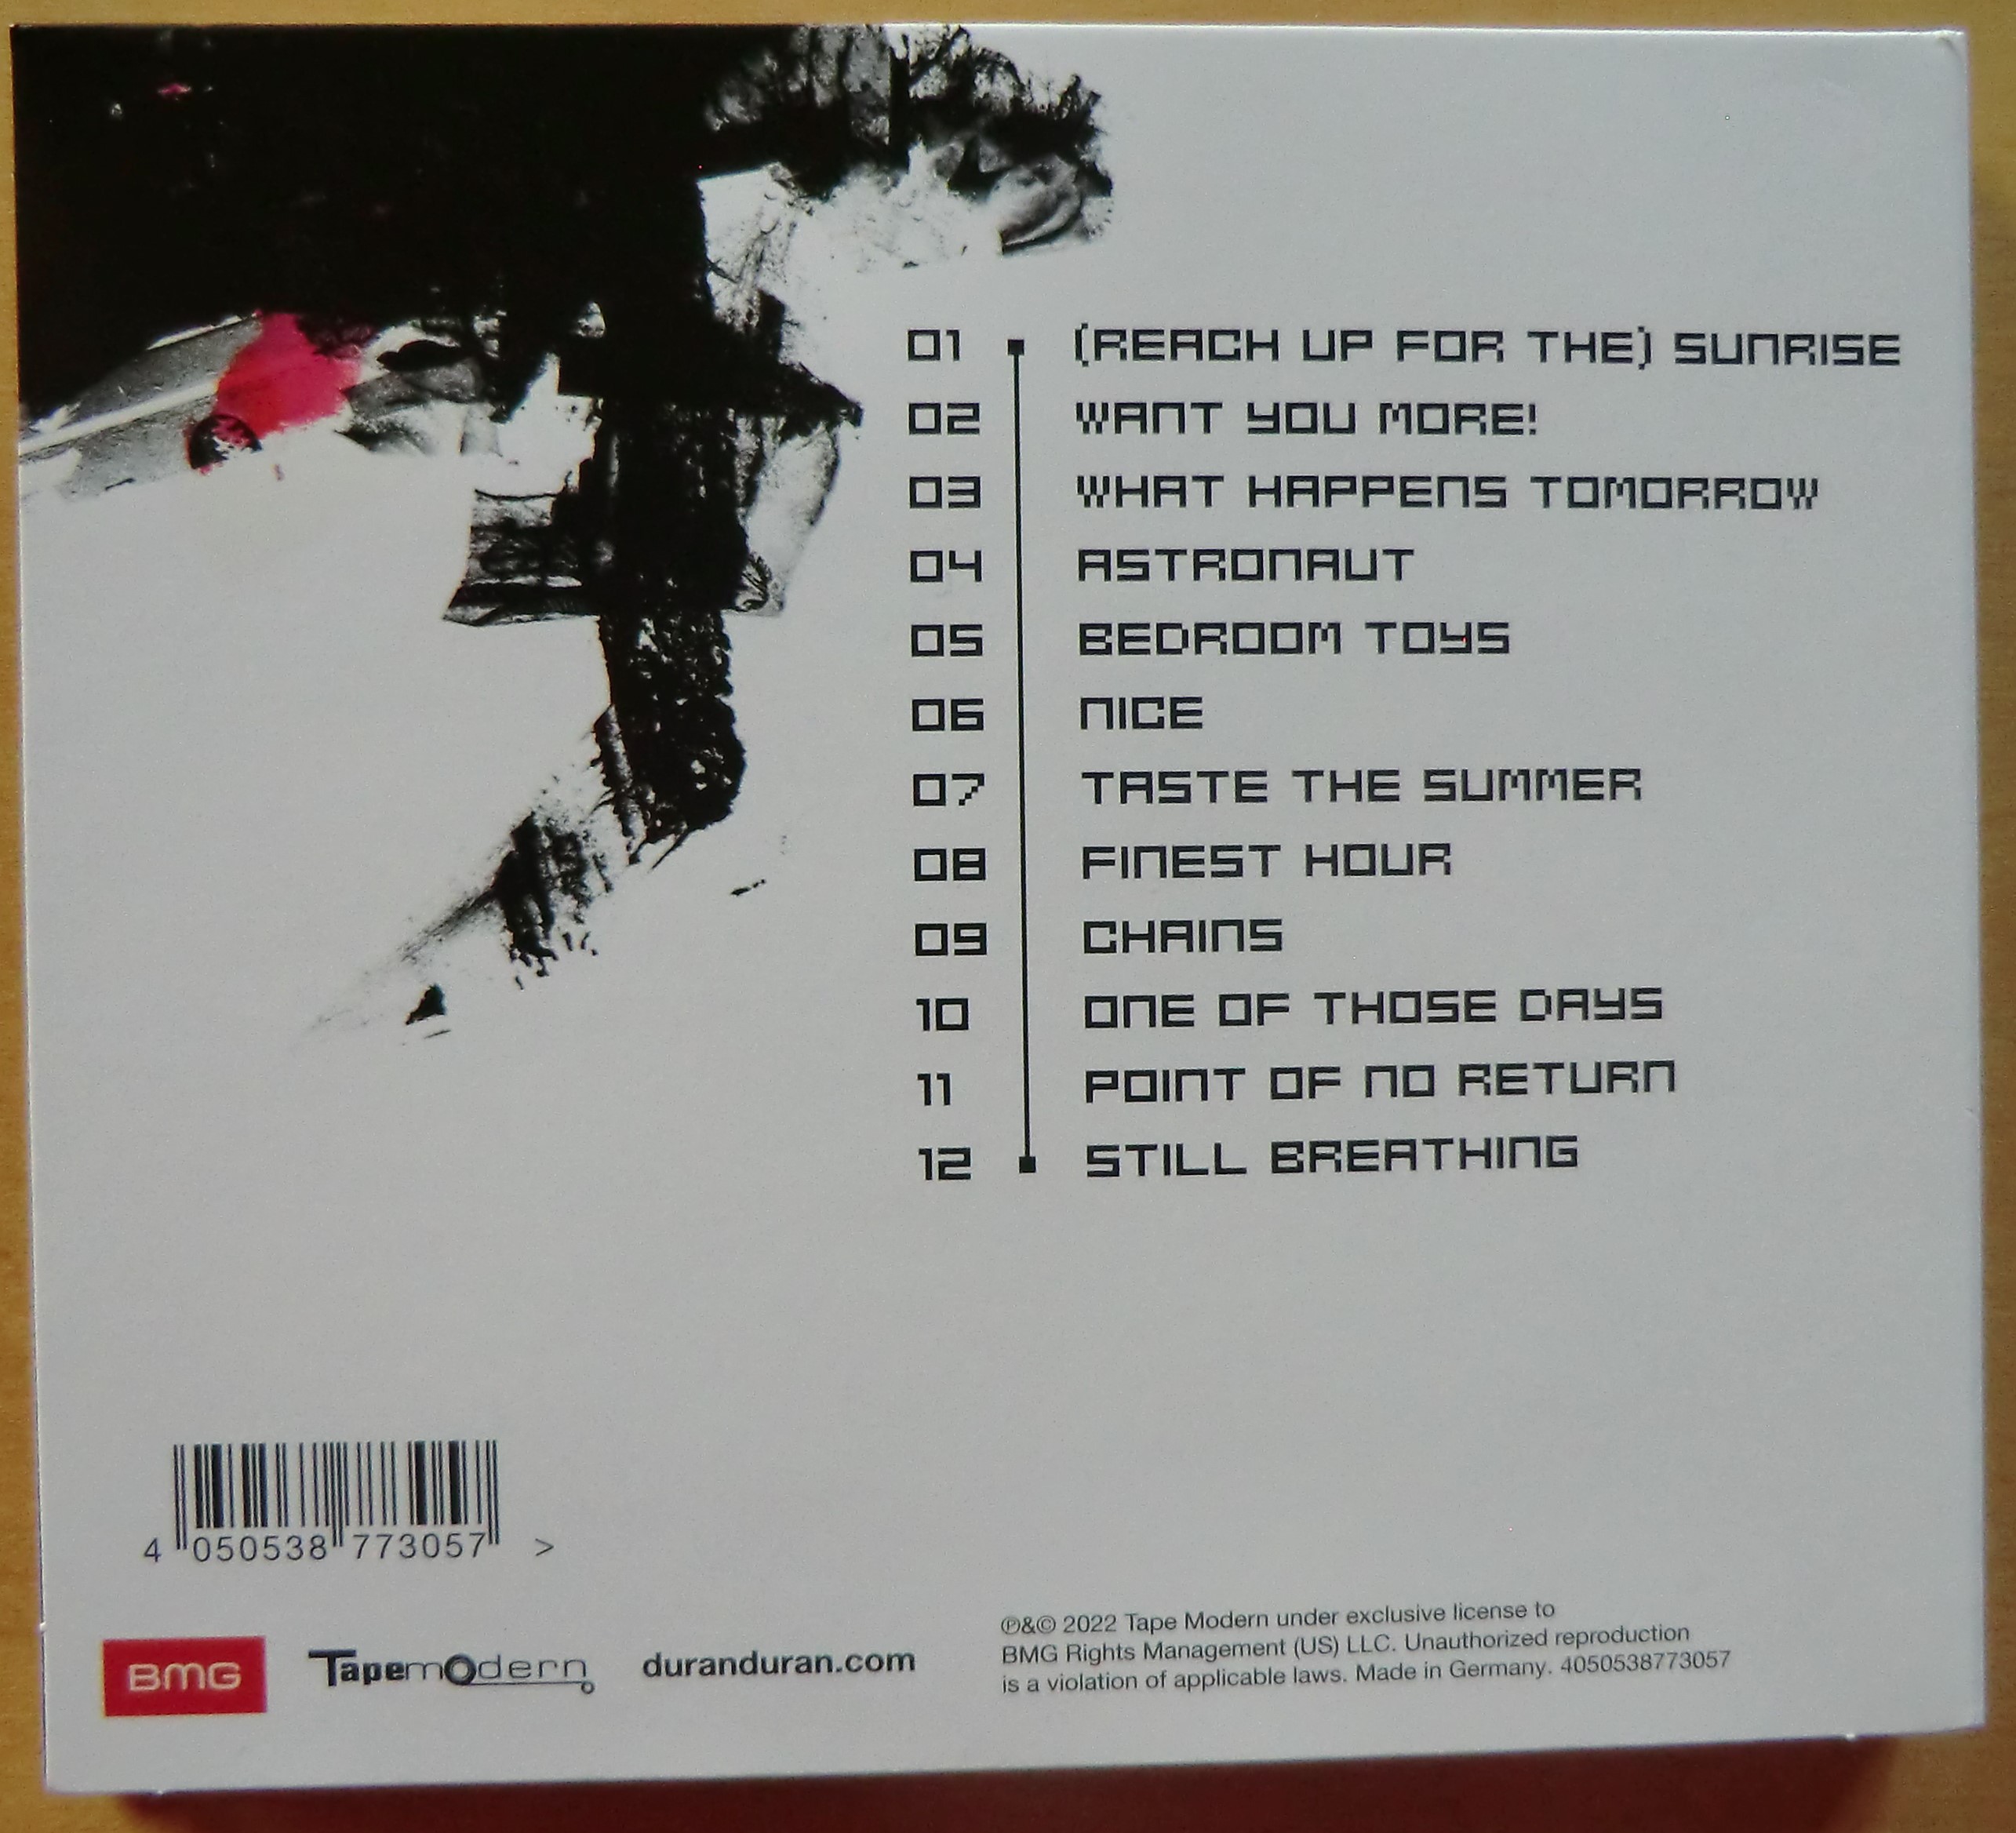 01 (REACH UP FOR THE) SUNRISE
02 WANT YOU MORE!
03 WHAT HAPPENS TOMORROW
04 ASTRONAUT
05 BEDROOM TOYS
06 NICE
07 TASTE THE SUMMER
08 FINEST HOUR
09 CHAINS
10 ONE OF THOSE DAYS
11 POINT OF NO RETURN
12 STILL BREATHING
4 050538 773057 >
BMG
Tapemodern
duranduran.com
℗&© 2022 Tape Modern under exclusive license to
BMG Rights Management (US) LLC. Unauthorized reproduction
is a violation of applicable laws. Made in Germany. 4050538773057